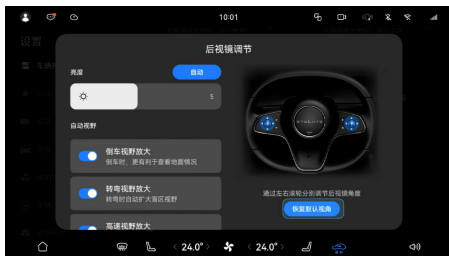 10:01
设置
后视镜调节
亮度
自动
5
自动视野
倒车视野放大
倒车时，更有利于查看地面情况
转弯视野放大
转弯时自动扩大盲区视野
高速视野放大
通过左右滚轮分别调节后视镜角度
恢复默认视角
24.0°
24.0°